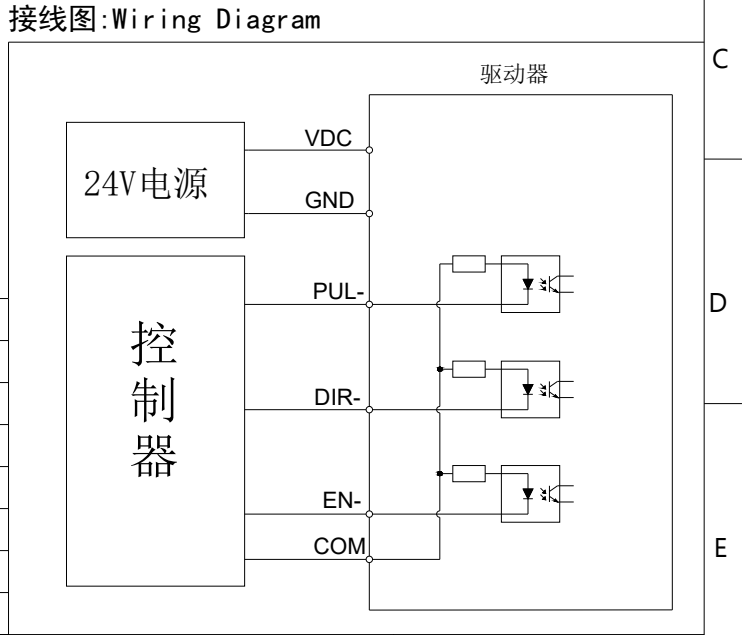 接线图:Wiring Diagram
C
驱动器
VDC
24V电源
GND
PUL-
D
控
制
器
DIR-
EN-
COM
E